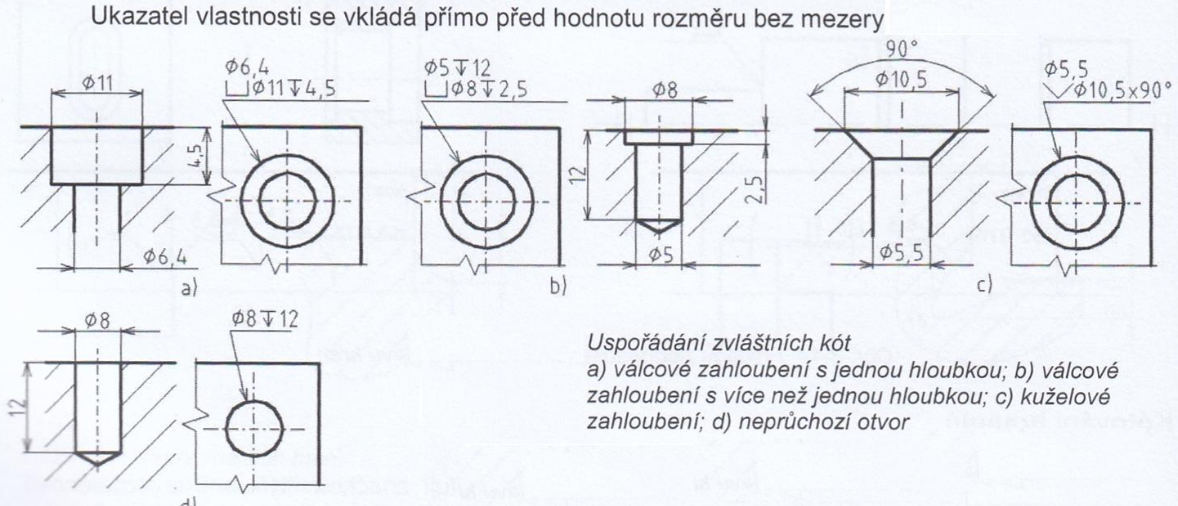 Ukazatel vlastnosti se vkládá přímo před hodnotu rozměru bez mezery
⌀11
4,5
⌀6,4
a)
⌀6,4
⌴⌀11↧4,5
⌀5↧12
⌴⌀8↧2,5
b)
⌀8
12
2,5
⌀5
90°
⌀10,5
⌀5,5
c)
⌀5,5
⌵⌀10,5x90°
⌀8
12
⌀8↧12
d)
Uspořádání zvláštních kót
a) válcové zahloubení s jednou hloubkou; b) válcové
zahloubení s více než jednou hloubkou; c) kuželové
zahloubení; d) neprůchozí otvor